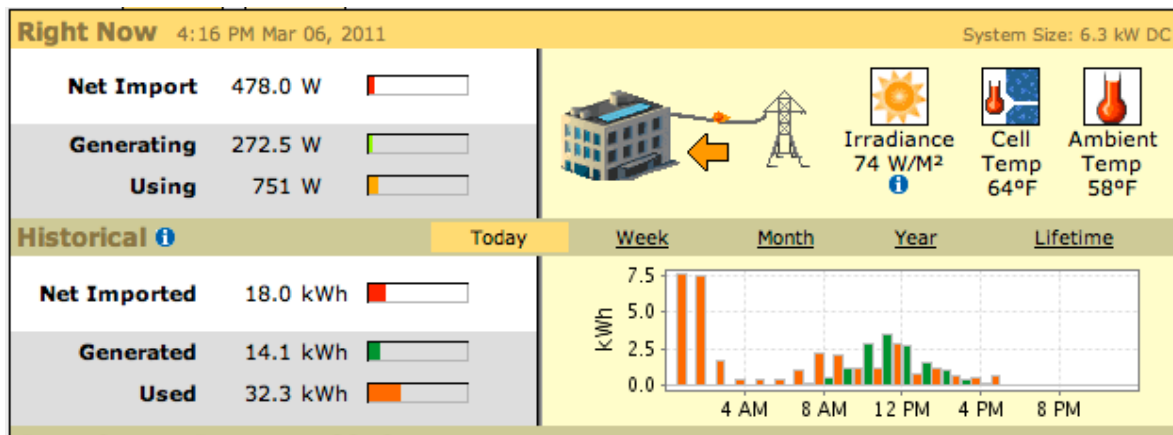 Right Now 4:16 PM Mar 06, 2011 System Size: 6.3 kW DC
Net Import 478.0 W
Generating 272.5 W
Using 751 W
Irradiance
74 W/M²
i
Cell
Temp
64ºF
Ambient
Temp
58ºF
Historical i Today Week Month Year Lifetime
Net Imported 18.0 kWh
Generated 14.1 kWh
Used 32.3 kWh
kWh
7.5
5.0
2.5
0.0
4 AM 8 AM 12 PM 4 PM 8 PM